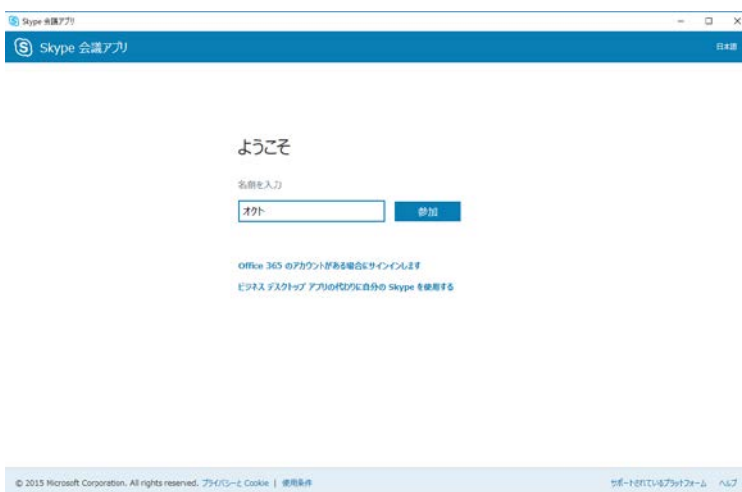 Skype 会議アプリ
Skype 会議アプリ
日本語
ようこそ
名前を入力
オクト
参加
Office 365 のアカウントがある場合にサインインします
ビジネス デスクトップ アプリの代わりに自分の Skype を使用する
© 2015 Microsoft Corporation. All rights reserved. プライバシーと Cookie | 使用条件
サポートされているプラットフォーム ヘルプ